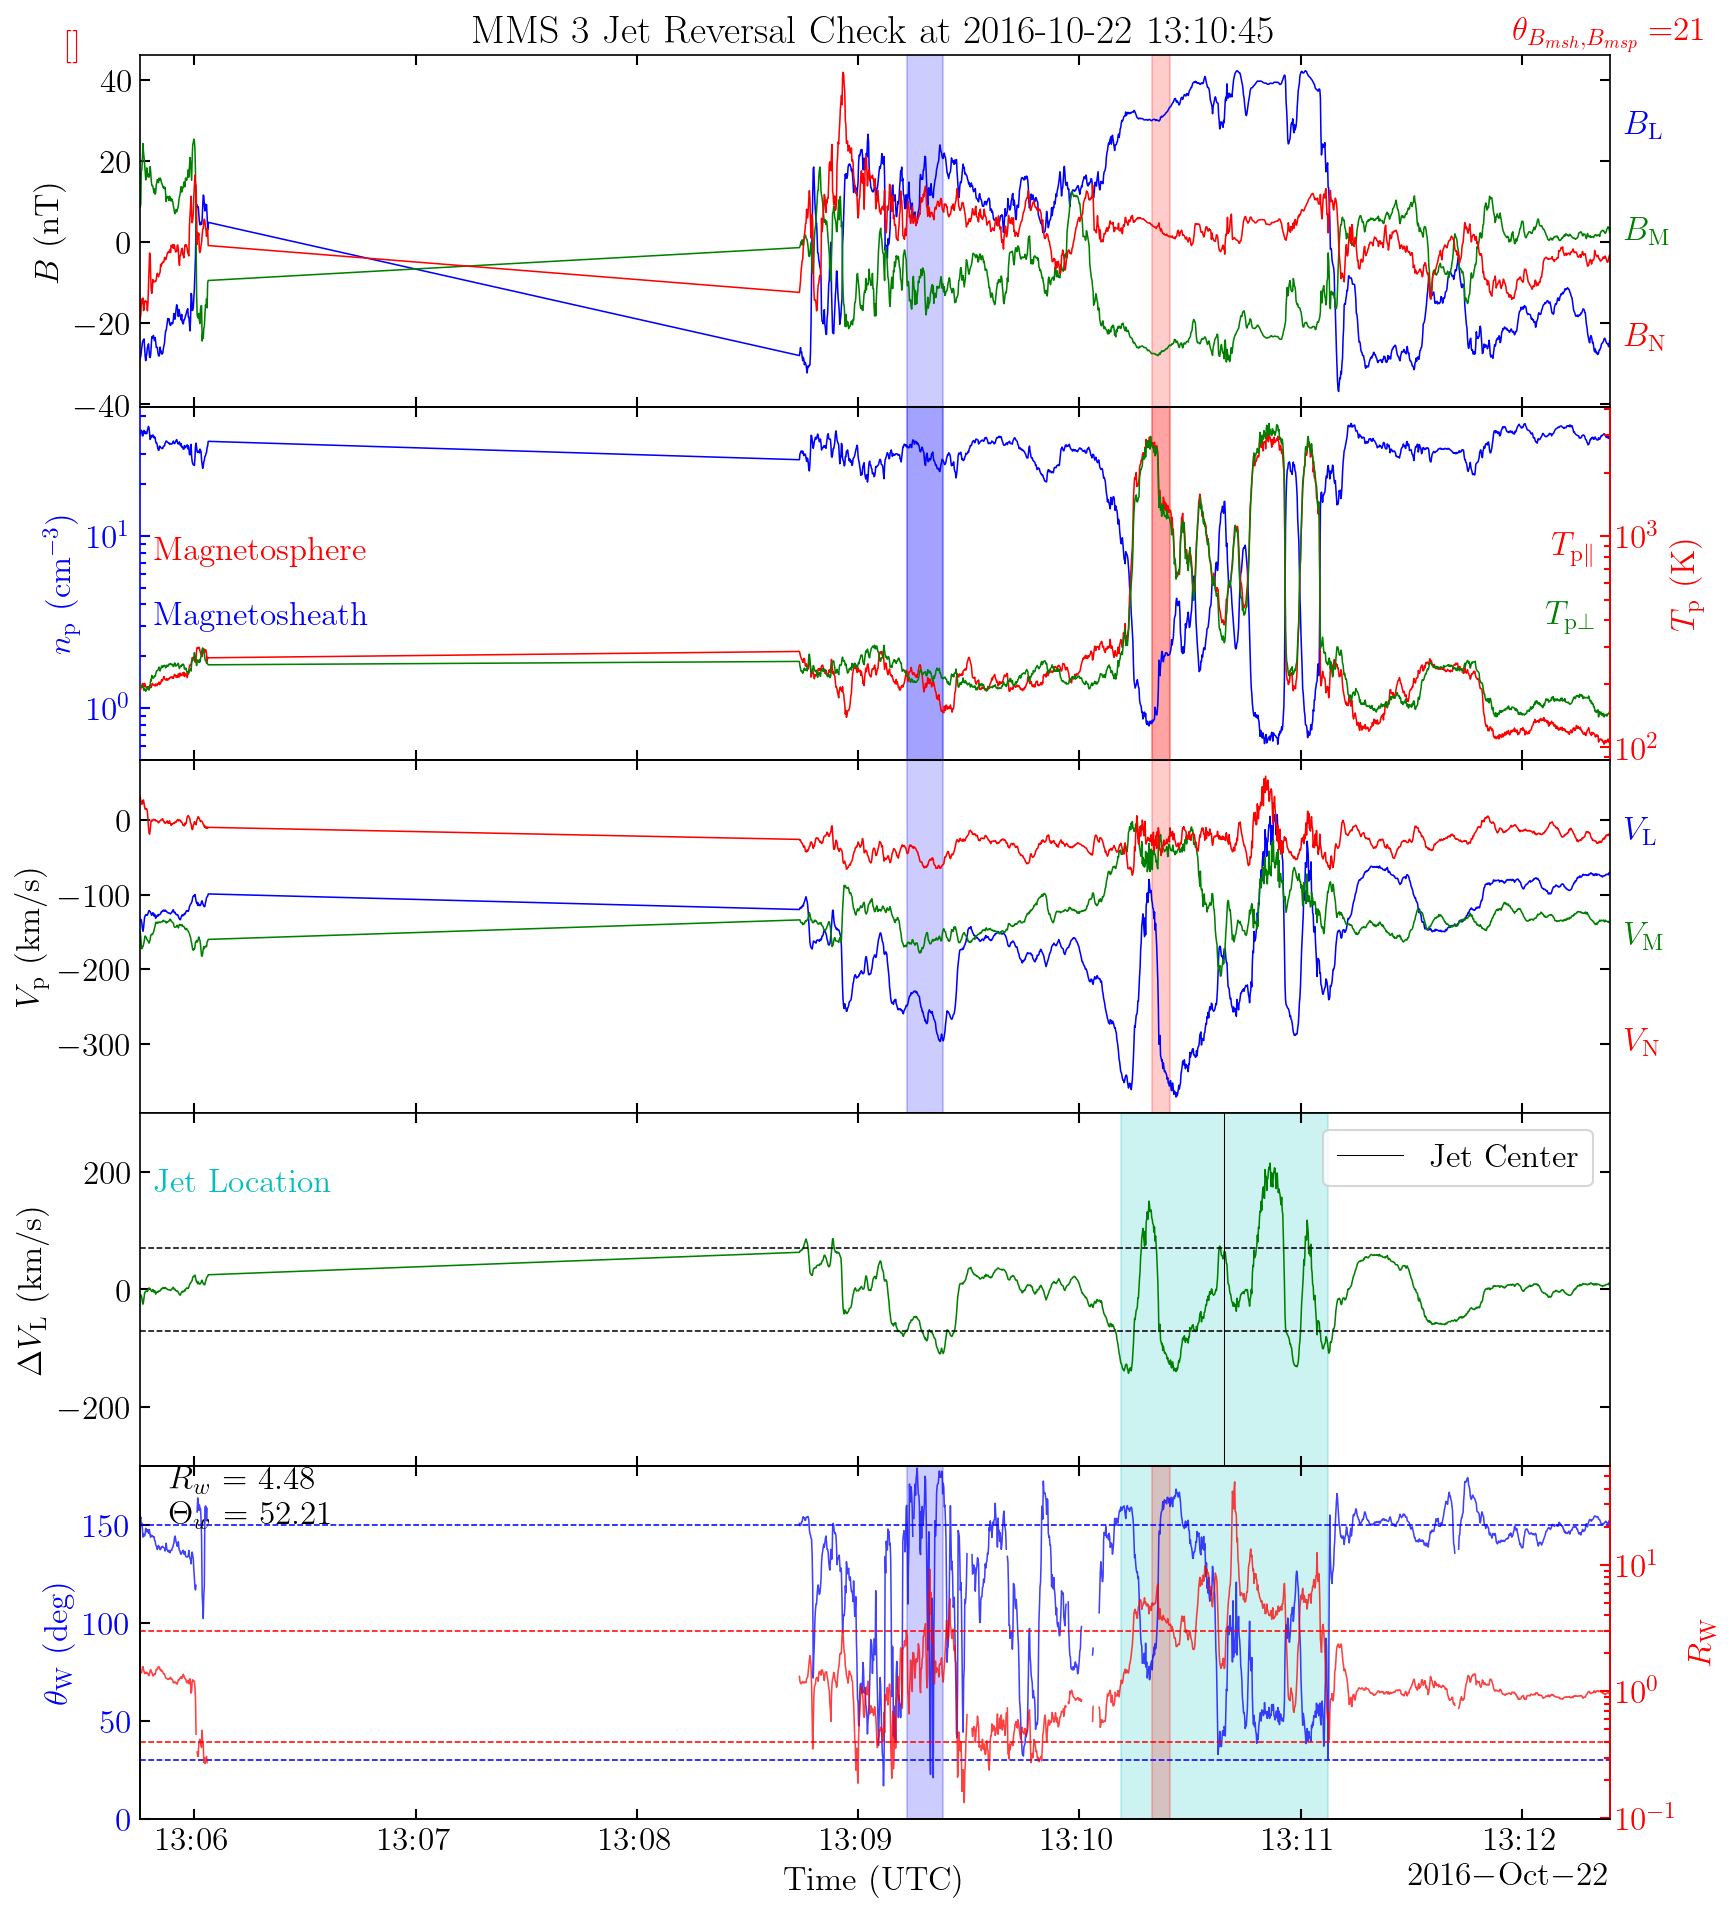 MMS 3 Jet Reversal Check at 2016-10-22 13:10:45
[]
θ_{B_{msh},B_{msp}} =21
40
20
0
−20
−40
B (nT)
B_L
B_M
B_N
10^1
10^0
n_p (cm^{−3})
Magnetosphere
Magnetosheath
T_{p∥}
T_{p⊥}
10^3
10^2
T_p (K)
0
−100
−200
−300
V_p (km/s)
V_L
V_M
V_N
200
0
−200
ΔV_L (km/s)
Jet Location
Jet Center
R_w = 4.48
Θ_w = 52.21
150
100
50
0
θ_W (deg)
10^1
10^0
10^{−1}
R_W
13:06 13:07 13:08 13:09 13:10 13:11 13:12
Time (UTC)
2016−Oct−22